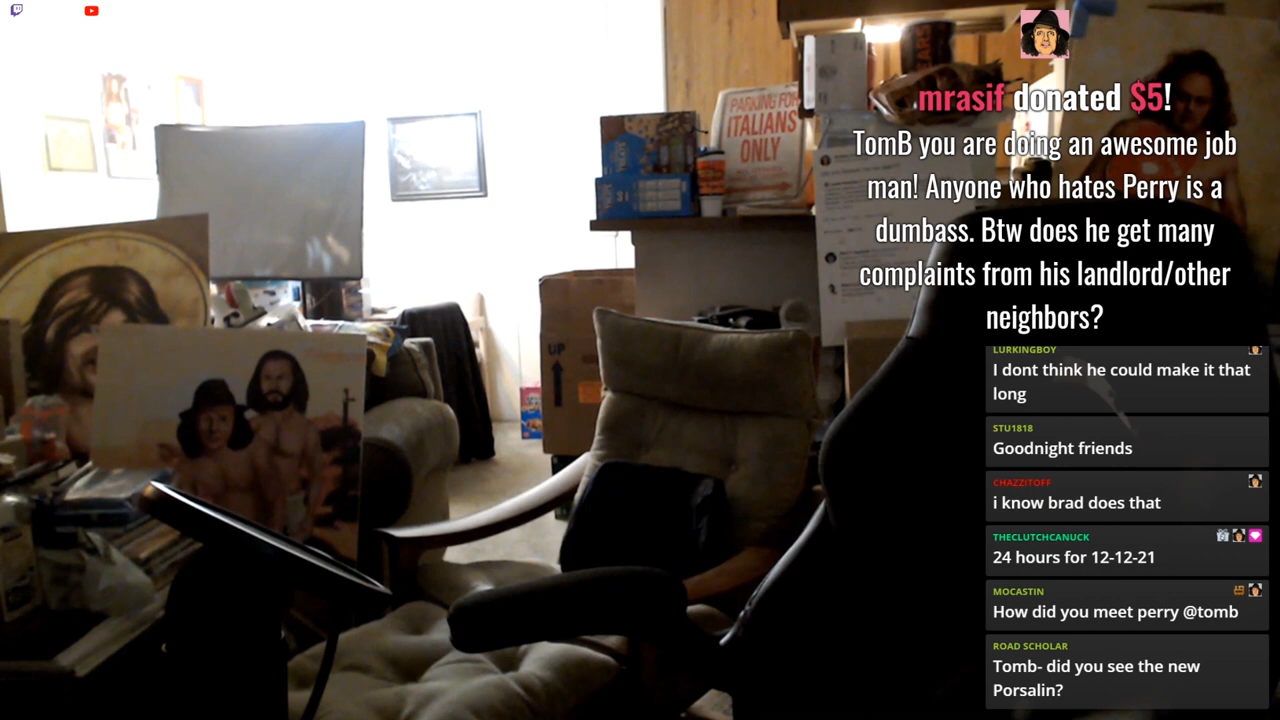 PARKING FOR
ITALIANS
ONLY
UP
mrasif donated $5!
TomB you are doing an awesome job
man! Anyone who hates Perry is a
dumbass. Btw does he get many
complaints from his landlord/other
neighbors?
LURKINGBOY
I dont think he could make it that
long
STU1818
Goodnight friends
CHAZZITOFF
i know brad does that
THECLUTCHCANUCK
24 hours for 12-12-21
MOCASTIN
How did you meet perry @tomb
ROAD SCHOLAR
Tomb- did you see the new
Porsalin?